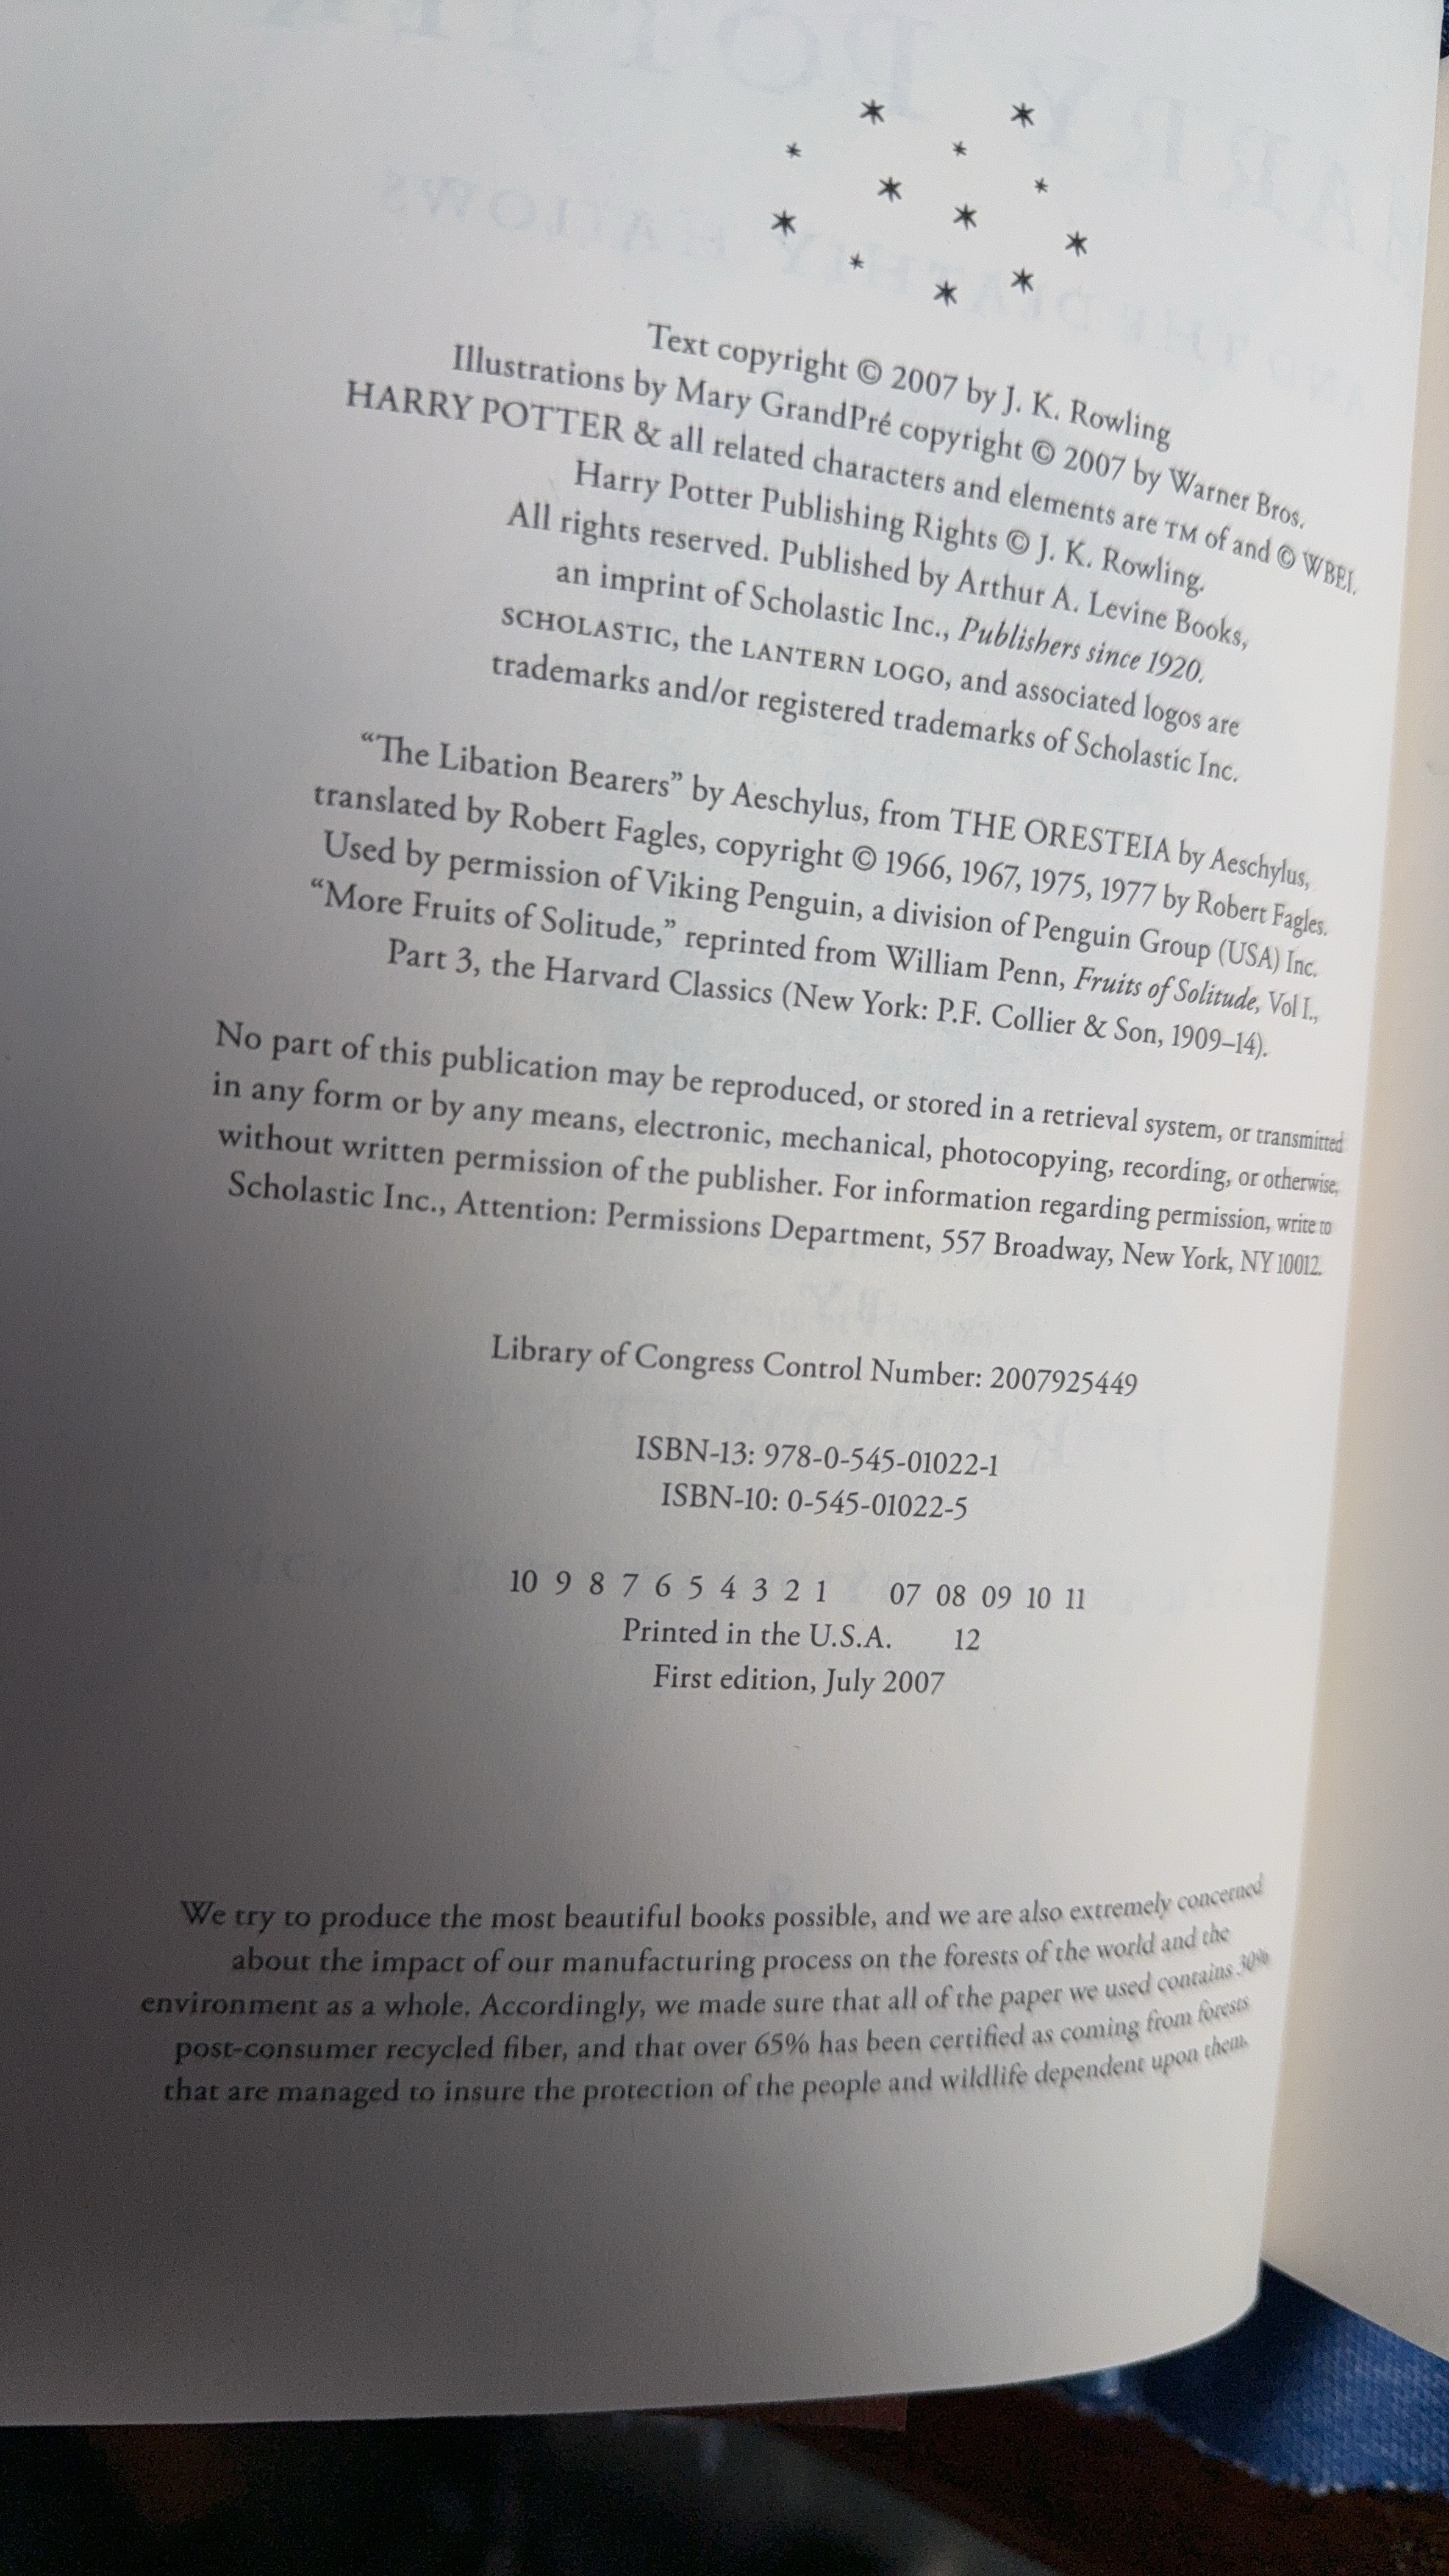 Text copyright © 2007 by J. K. Rowling
Illustrations by Mary GrandPré copyright © 2007 by Warner Bros.
HARRY POTTER & all related characters and elements are TM of and © WBEI.
Harry Potter Publishing Rights © J. K. Rowling.
All rights reserved. Published by Arthur A. Levine Books,
an imprint of Scholastic Inc., Publishers since 1920.
SCHOLASTIC, the LANTERN LOGO, and associated logos are
trademarks and/or registered trademarks of Scholastic Inc.
“The Libation Bearers” by Aeschylus, from THE ORESTEIA by Aeschylus,
translated by Robert Fagles, copyright © 1966, 1967, 1975, 1977 by Robert Fagles.
Used by permission of Viking Penguin, a division of Penguin Group (USA) Inc.
“More Fruits of Solitude,” reprinted from William Penn, Fruits of Solitude, Vol I.,
Part 3, the Harvard Classics (New York: P.F. Collier & Son, 1909–14).
No part of this publication may be reproduced, or stored in a retrieval system, or transmitted
in any form or by any means, electronic, mechanical, photocopying, recording, or otherwise,
without written permission of the publisher. For information regarding permission, write to
Scholastic Inc., Attention: Permissions Department, 557 Broadway, New York, NY 10012.
Library of Congress Control Number: 2007925449
ISBN-13: 978-0-545-01022-1
ISBN-10: 0-545-01022-5
10 9 8 7 6 5 4 3 2 1 07 08 09 10 11
Printed in the U.S.A. 12
First edition, July 2007
We try to produce the most beautiful books possible, and we are also extremely concerned
about the impact of our manufacturing process on the forests of the world and the
environment as a whole. Accordingly, we made sure that all of the paper we used contains 30%
post-consumer recycled fiber, and that over 65% has been certified as coming from forests
that are managed to insure the protection of the people and wildlife dependent upon them.